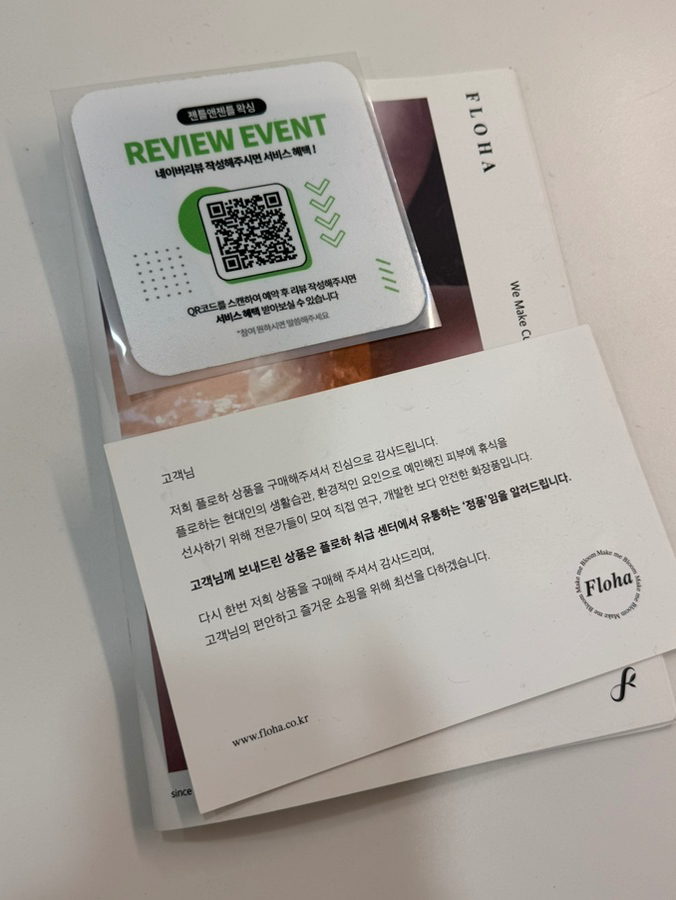 젠틀앤젠틀 왁싱
REVIEW EVENT
네이버리뷰 작성해주시면 서비스 혜택 !
QR코드를 스캔하여 예약 후 리뷰 작성해주시면
서비스 혜택 받아보실 수 있습니다
*참여 원하시면 말씀해주세요
FLOHA
We Make
고객님
저희 플로하 상품을 구매해주셔서 진심으로 감사드립니다.
플로하는 현대인의 생활습관, 환경적인 요인으로 예민해진 피부에 휴식을
선사하기 위해 전문가들이 모여 직접 연구, 개발한 보다 안전한 화장품입니다.
고객님께 보내드린 상품은 플로하 취급 센터에서 유통하는 '정품'임을 알려드립니다.
다시 한번 저희 상품을 구매해 주셔서 감사드리며,
고객님의 편안하고 즐거운 쇼핑을 위해 최선을 다하겠습니다.
Make me Bloom Make me Bloom Make me Bloom
Floha
www.floha.co.kr
since